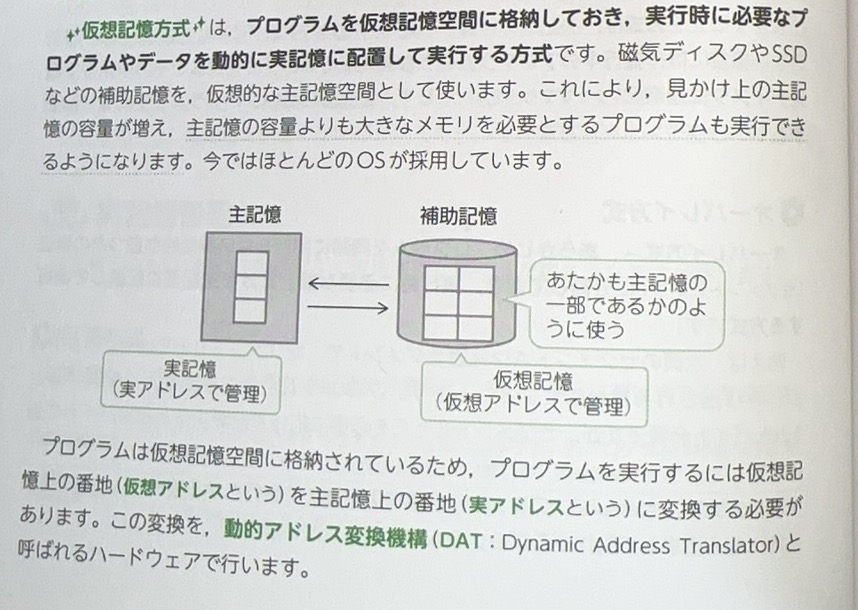 仮想記憶方式は，プログラムを仮想記憶空間に格納しておき，実行時に必要なプ
ログラムやデータを動的に実記憶に配置して実行する方式です。磁気ディスクやSSD
などの補助記憶を，仮想的な主記憶空間として使います。これにより，見かけ上の主記
憶の容量が増え，主記憶の容量よりも大きなメモリを必要とするプログラムも実行でき
るようになります。今ではほとんどのOSが採用しています。
主記憶
補助記憶
あたかも主記憶の
一部であるかのよ
うに使う
実記憶
（実アドレスで管理）
仮想記憶
（仮想アドレスで管理）
プログラムは仮想記憶空間に格納されているため，プログラムを実行するには仮想記
憶上の番地（仮想アドレスという）を主記憶上の番地（実アドレスという）に変換する必要が
あります。この変換を，動的アドレス変換機構（DAT：Dynamic Address Translator）と
呼ばれるハードウェアで行います。